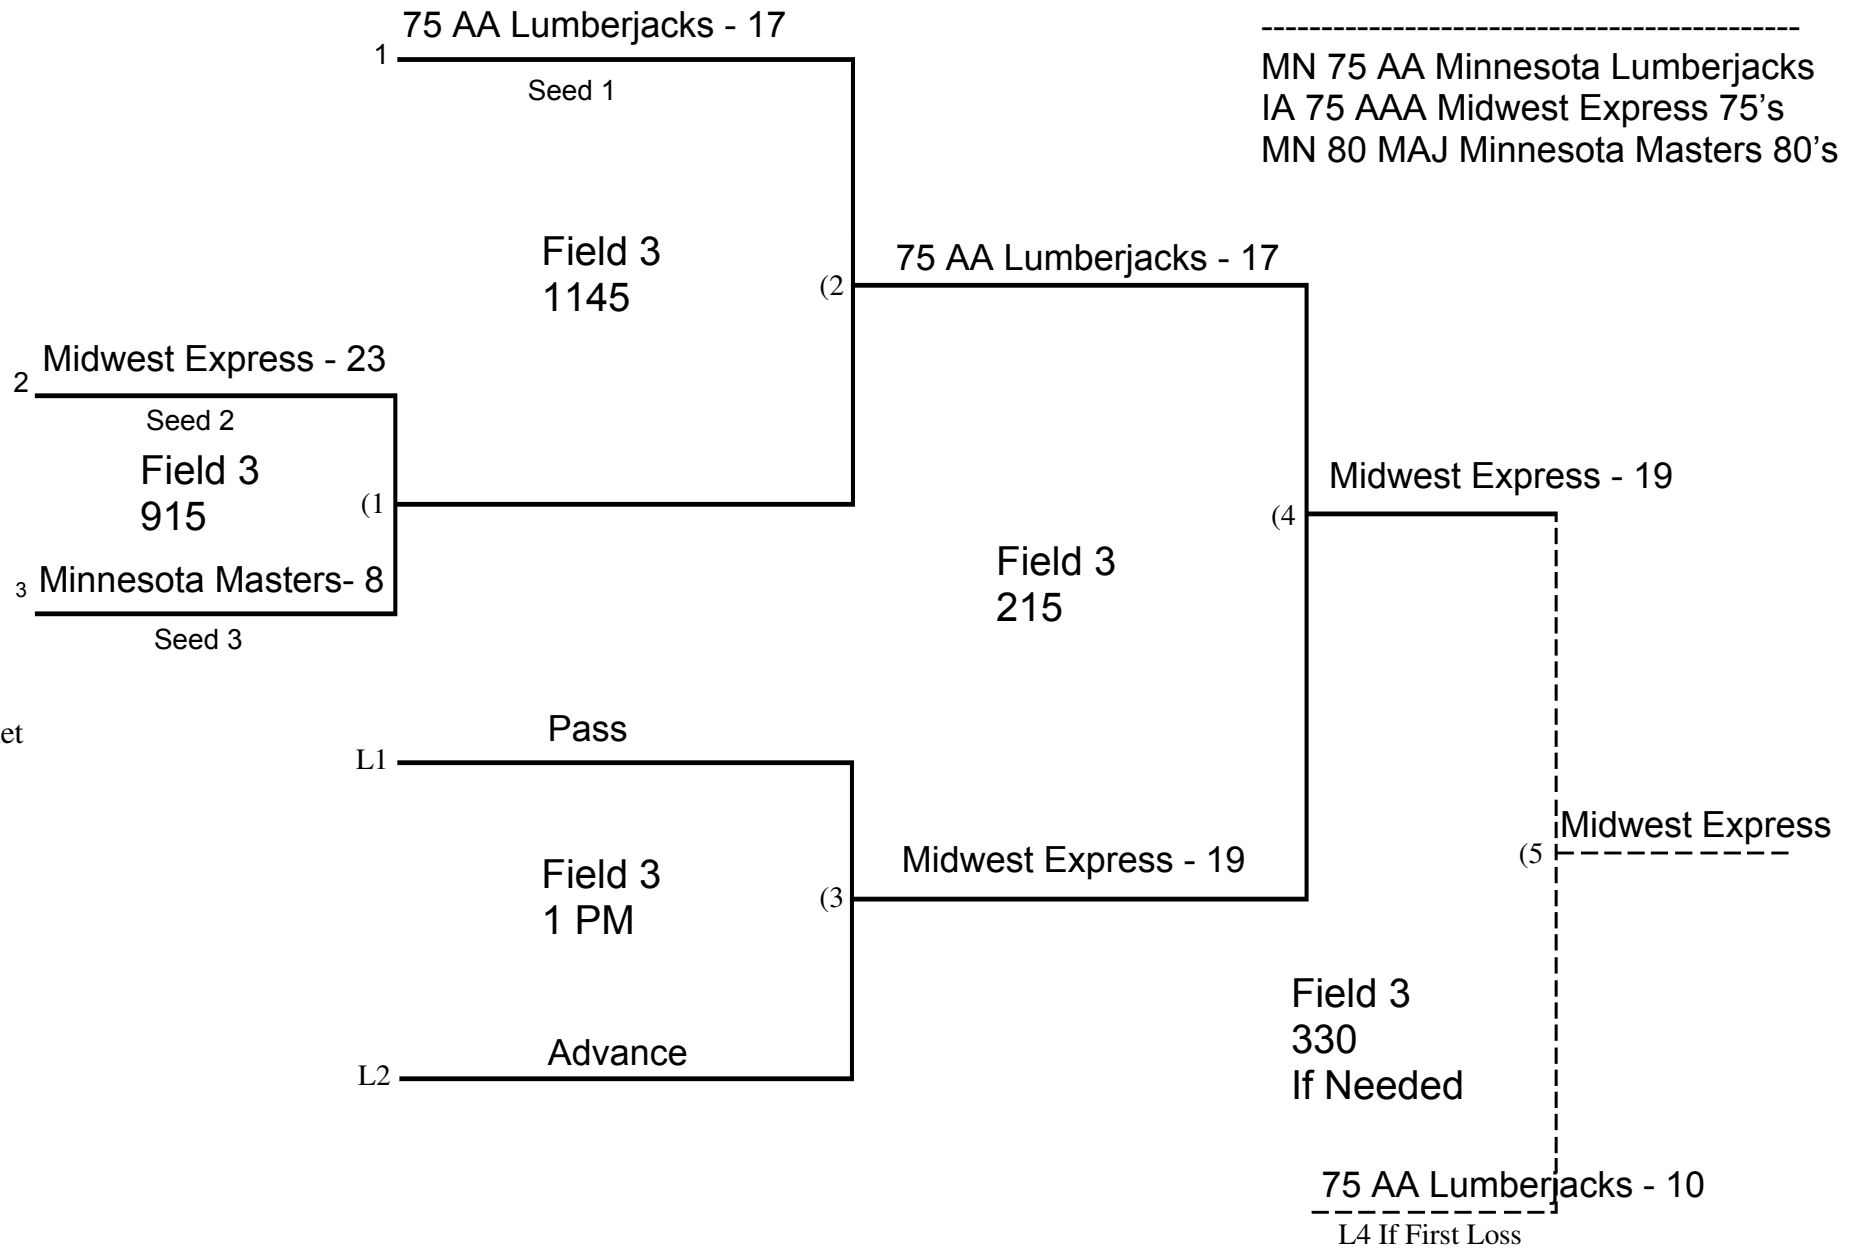 75 AA Lumberjacks - 17
1
Seed 1
------------------------------------------
MN 75 AA Minnesota Lumberjacks
IA 75 AAA Midwest Express 75's
MN 80 MAJ Minnesota Masters 80's
Field 3
1145
(2
75 AA Lumberjacks - 17
2
Midwest Express - 23
Seed 2
Field 3
915
(1
3
Minnesota Masters- 8
Seed 3
Midwest Express - 19
(4
Field 3
215
et
L1
Pass
Field 3
1 PM
(3
Midwest Express - 19
L2
Advance
(5
Midwest Express
Field 3
330
If Needed
75 AA Lumberjacks - 10
L4 If First Loss